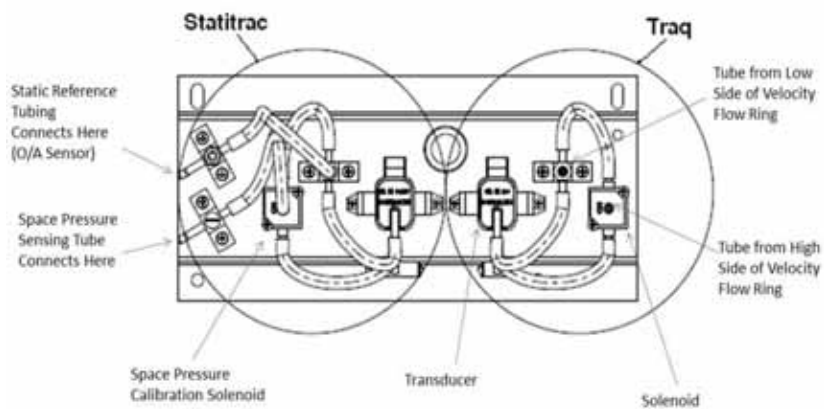 Statitrac
Traq
Static Reference
Tubing
Connects Here
(O/A Sensor)
Tube from Low
Side of Velocity
Flow Ring
Space Pressure
Sensing Tube
Connects Here
Tube from High
Side of Velocity
Flow Ring
Space Pressure
Calibration Solenoid
Transducer
Solenoid